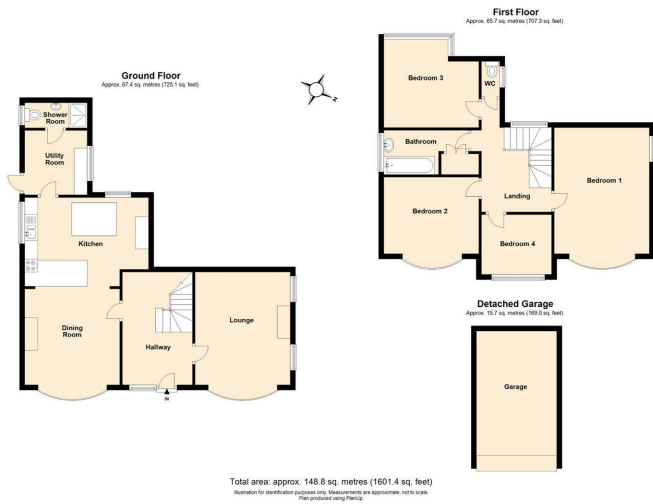 Ground Floor
Approx. 67.4 sq. metres (725.1 sq. feet)
Shower
Room
Utility
Room
Kitchen
Dining
Room
Hallway
Lounge
IN
N
First Floor
Approx. 65.7 sq. metres (707.3 sq. feet)
Bedroom 3
WC
Bathroom
Bedroom 1
Landing
Bedroom 2
Bedroom 4
Detached Garage
Approx. 15.7 sq. metres (169.0 sq. feet)
Garage
Total area: approx. 148.8 sq. metres (1601.4 sq. feet)
Illustration for identification purposes only. Measurements are approximate, not to scale.
Plan produced using PlanUp.